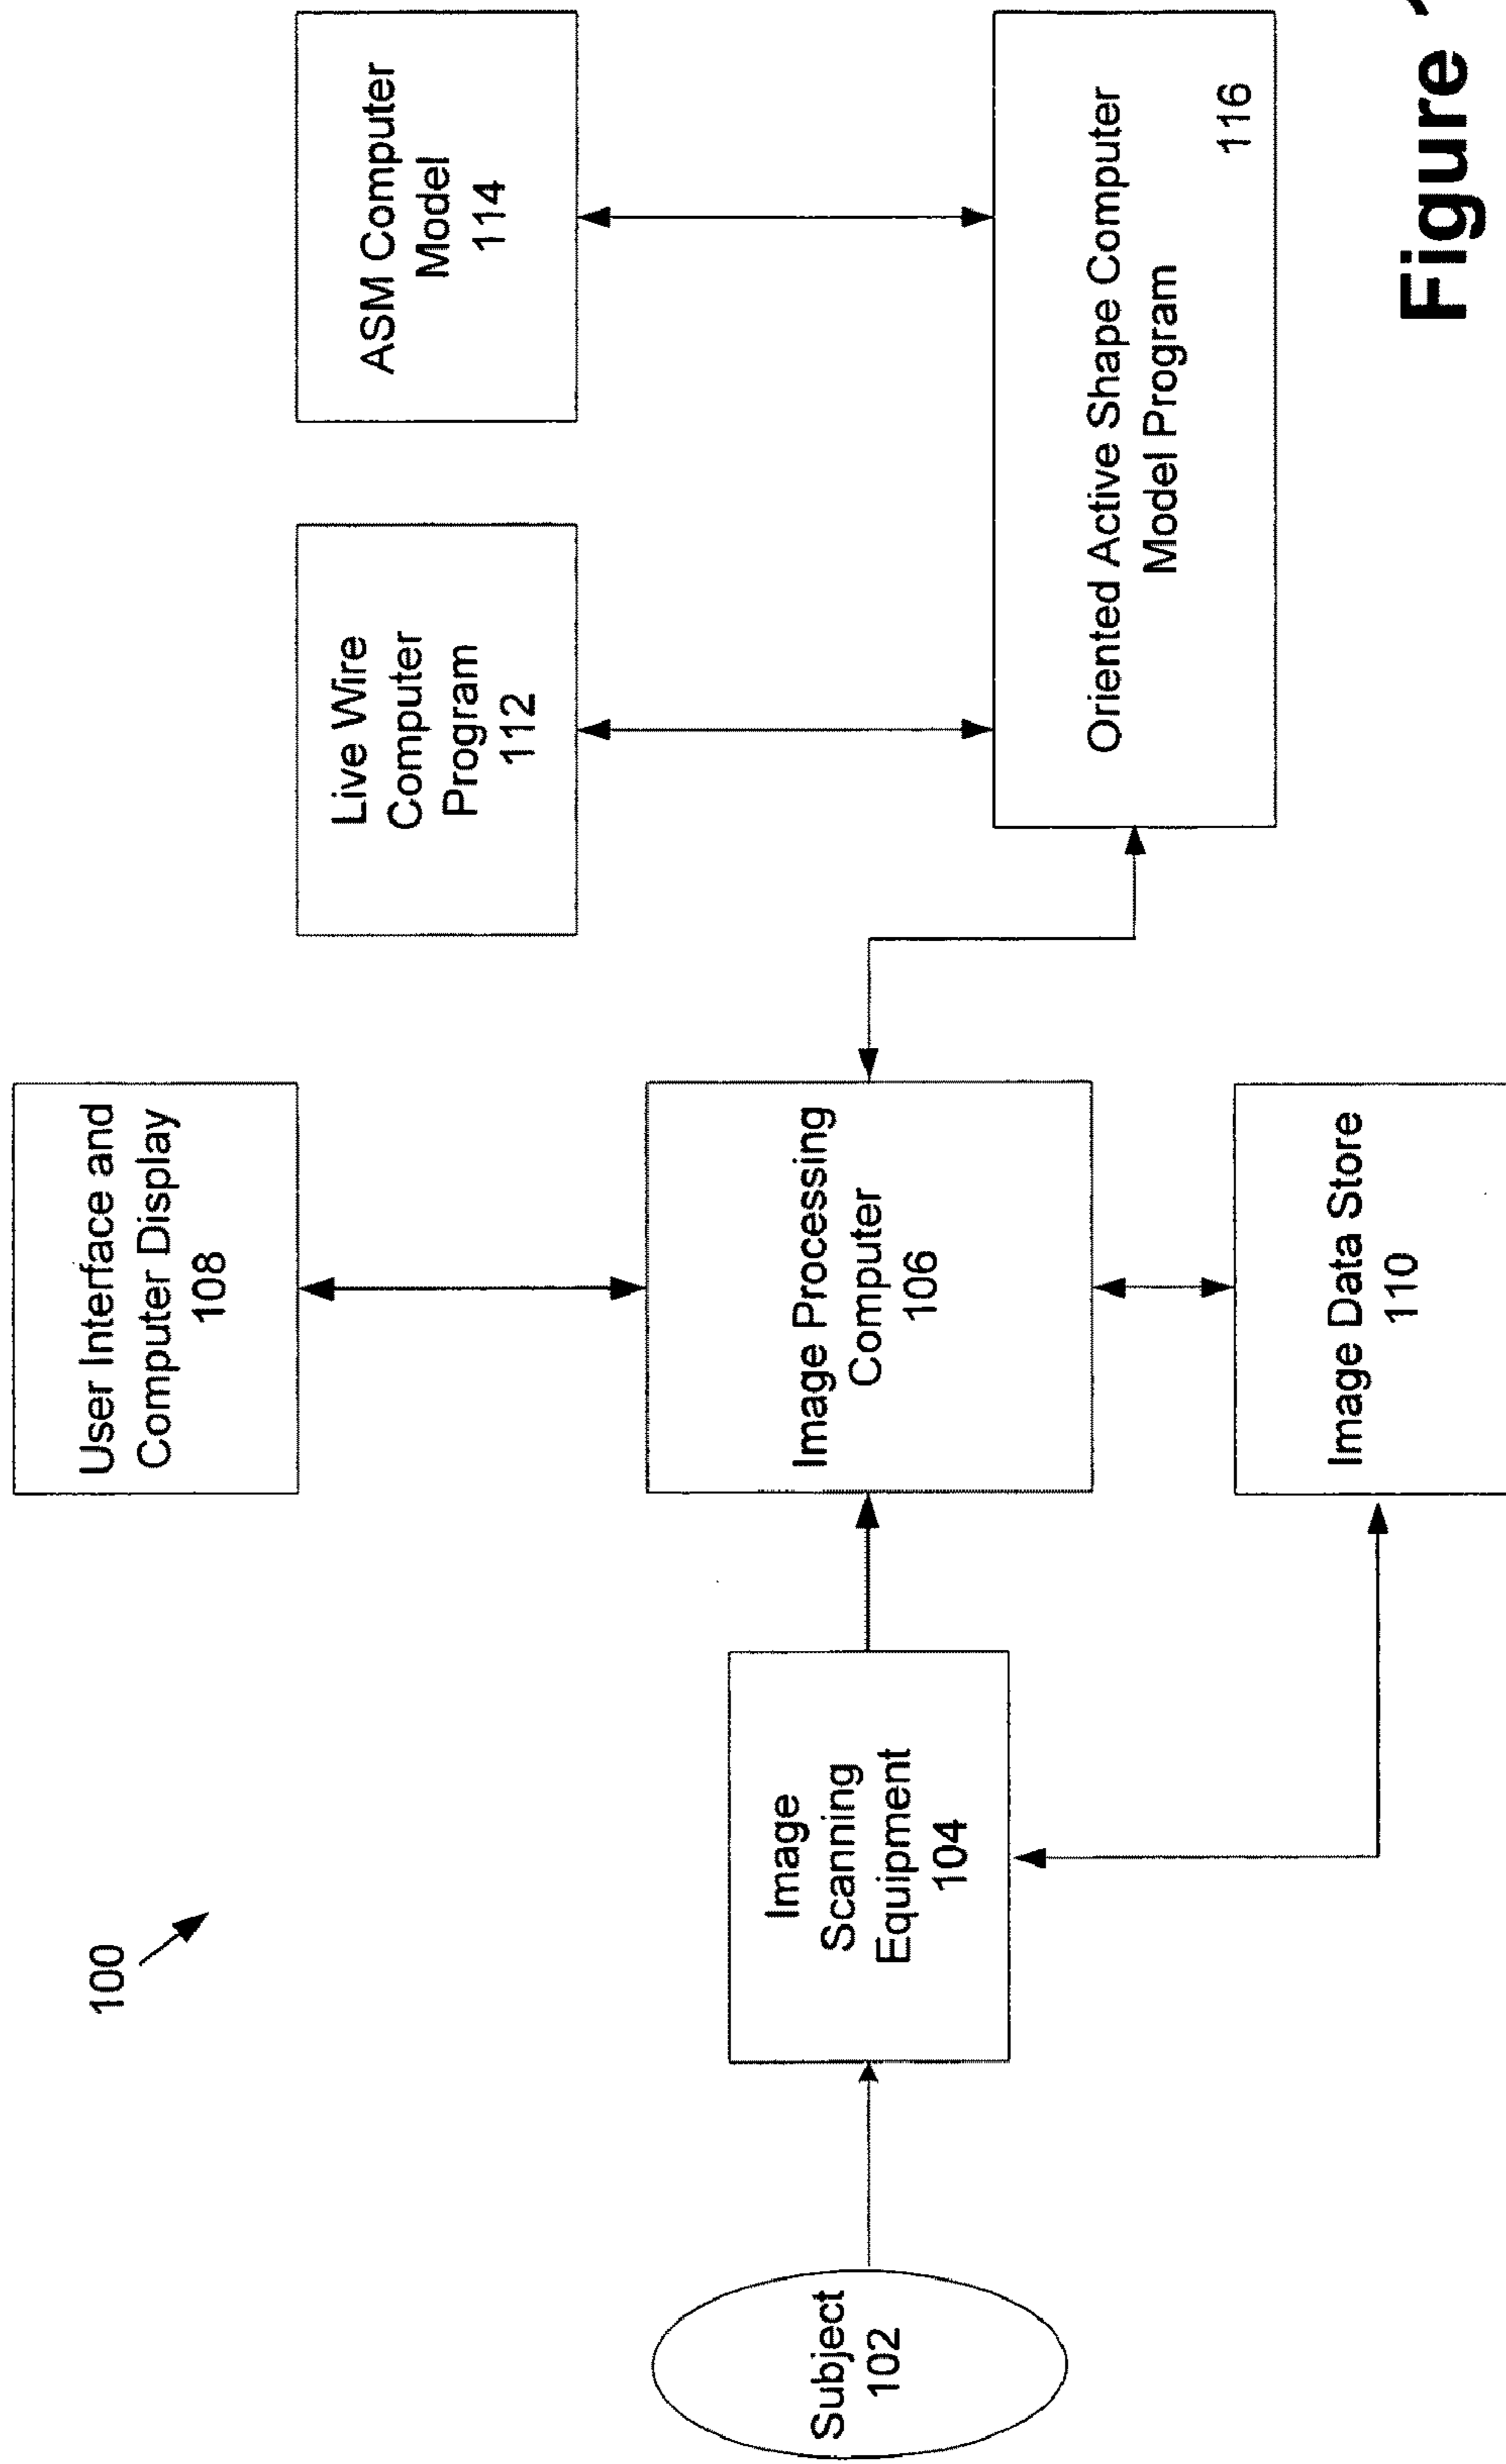 100
User Interface and
Computer Display
108
Live Wire
Computer
Program
112
ASM Computer
Model
114
Subject
102
Image
Scanning
Equipment
104
Image Processing
Computer
106
Oriented Active Shape Computer
Model Program
116
Image Data Store
110
Figure